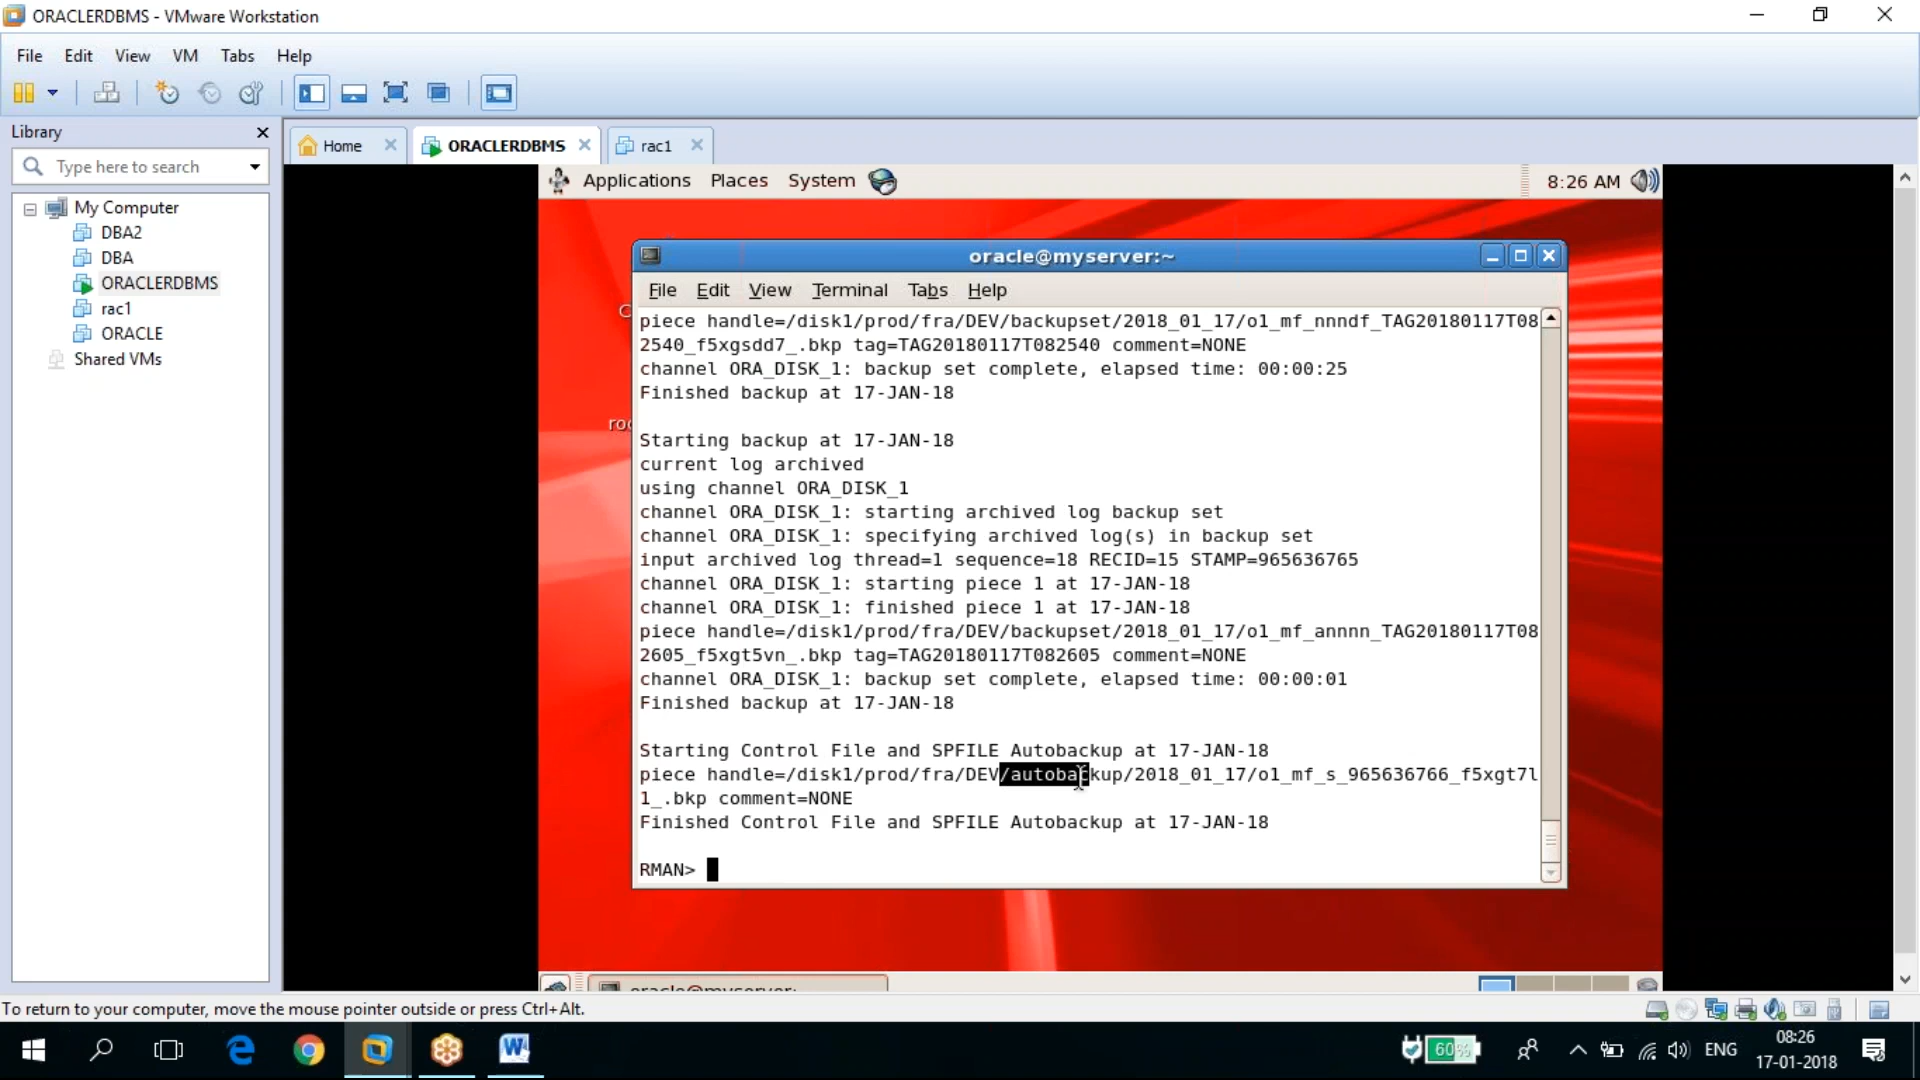 ORACLERDBMS - VMware Workstation
File Edit View VM Tabs Help
Library
Type here to search
My Computer
DBA2
DBA
ORACLERDBMS
rac1
ORACLE
Shared VMs
Home ORACLERDBMS rac1
Applications Places System 8:26 AM
oracle@myserver:~
File Edit View Terminal Tabs Help
piece handle=/disk1/prod/fra/DEV/backupset/2018_01_17/o1_mf_nnndf_TAG20180117T08
2540_f5xgsdd7_.bkp tag=TAG20180117T082540 comment=NONE
channel ORA_DISK_1: backup set complete, elapsed time: 00:00:25
Finished backup at 17-JAN-18
Starting backup at 17-JAN-18
current log archived
using channel ORA_DISK_1
channel ORA_DISK_1: starting archived log backup set
channel ORA_DISK_1: specifying archived log(s) in backup set
input archived log thread=1 sequence=18 RECID=15 STAMP=965636765
channel ORA_DISK_1: starting piece 1 at 17-JAN-18
channel ORA_DISK_1: finished piece 1 at 17-JAN-18
piece handle=/disk1/prod/fra/DEV/backupset/2018_01_17/o1_mf_annnn_TAG20180117T08
2605_f5xgt5vn_.bkp tag=TAG20180117T082605 comment=NONE
channel ORA_DISK_1: backup set complete, elapsed time: 00:00:01
Finished backup at 17-JAN-18
Starting Control File and SPFILE Autobackup at 17-JAN-18
piece handle=/disk1/prod/fra/DEV/autobackup/2018_01_17/o1_mf_s_965636766_f5xgt7l
1_.bkp comment=NONE
Finished Control File and SPFILE Autobackup at 17-JAN-18
RMAN>
oracle@myserver:
To return to your computer, move the mouse pointer outside or press Ctrl+Alt.
60%
ENG
08:26
17-01-2018